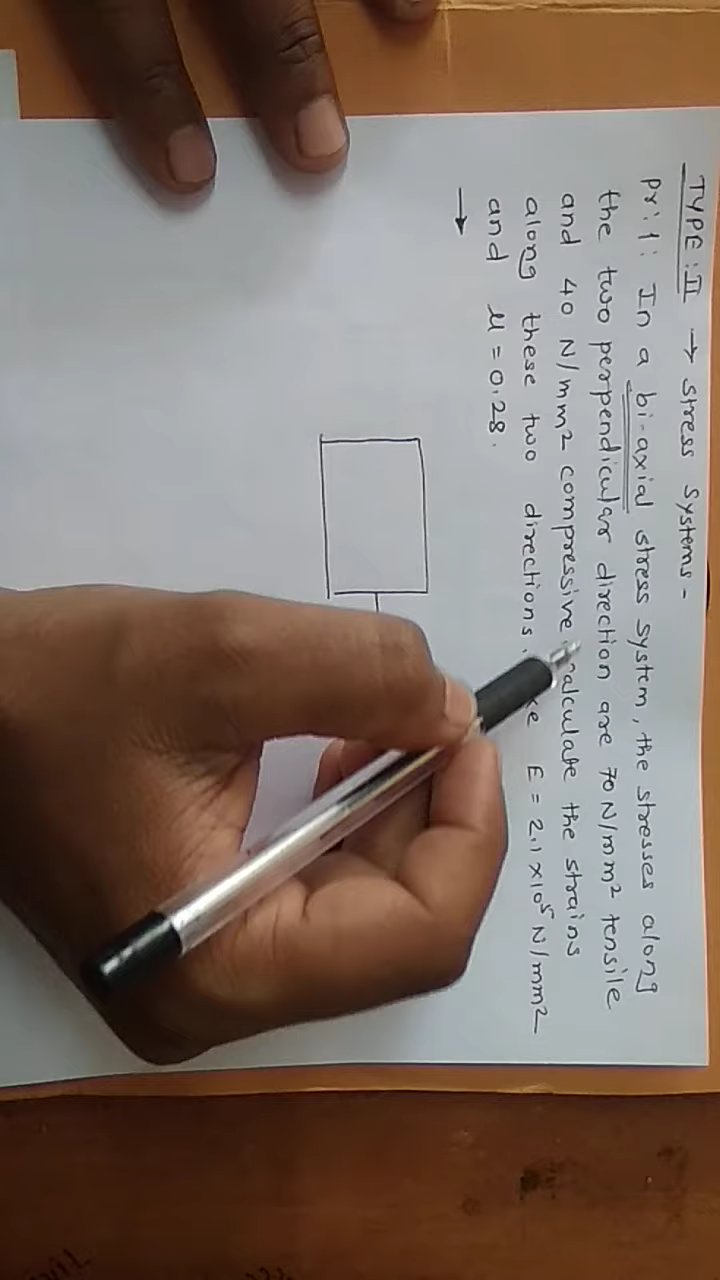 TYPE:II → Stress Systems -
Pr:1: In a bi-axial stress system, the stresses along
the two perpendicular direction are 70 N/mm2 tensile
and 40 N/mm2 compressive calculate the strains
along these two directions. E = 2.1 x10⁵ N/mm2
and μ = 0.28.
→